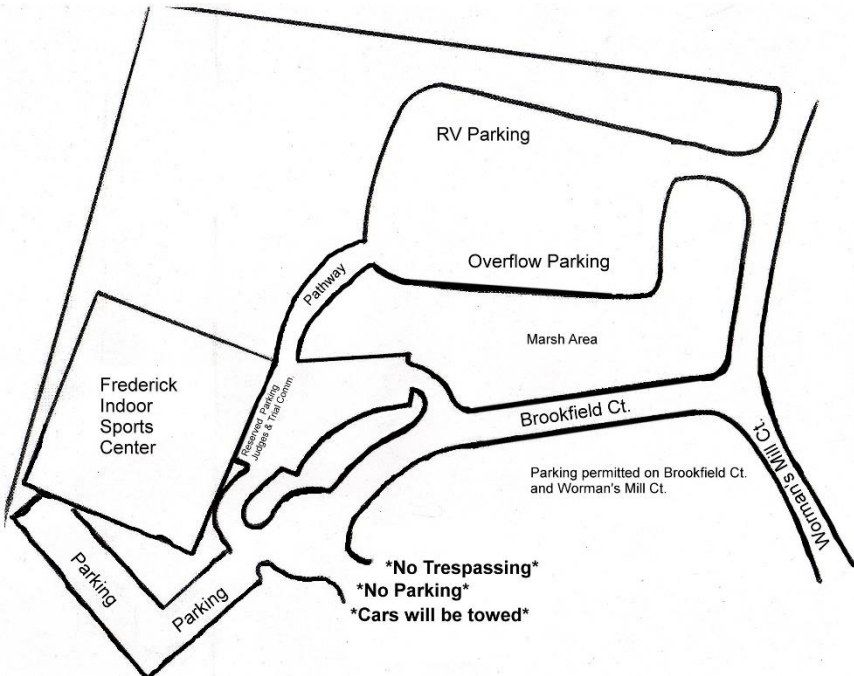 RV Parking
Overflow Parking
Pathway
Marsh Area
Frederick
Indoor
Sports
Center
Reserved Parking
Judges & Trial Comm.
Brookfield Ct.
Worman's Mill Ct.
Parking permitted on Brookfield Ct.
and Worman's Mill Ct.
*No Trespassing*
*No Parking*
*Cars will be towed*
Parking
Parking